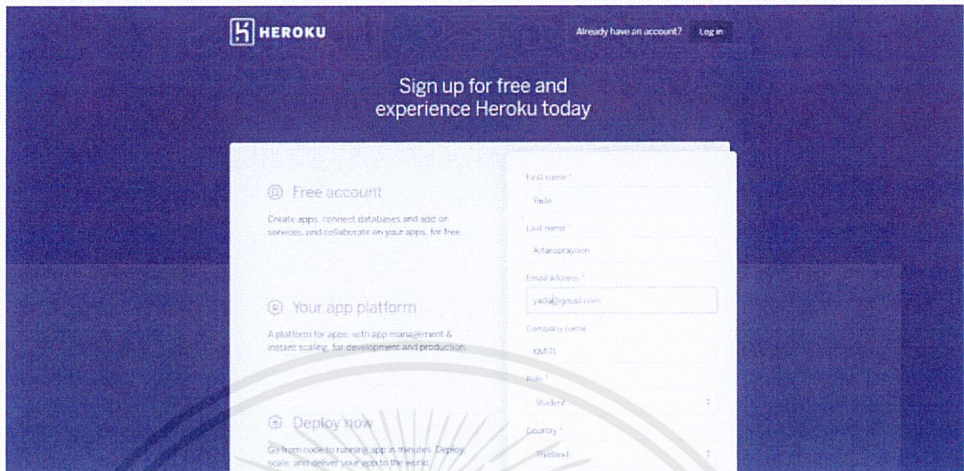 HEROKU
Already have an account? Log in
Sign up for free and
experience Heroku today
Free account
Create apps, connect databases and add-on
services, and collaborate on your apps, for free.
Your app platform
A platform for apps, with app management &
instant scaling, for development and production.
Deploy now
Go from code to running app in minutes. Deploy,
scale, and deliver your app to the world.
First name *
Yada
Last name *
Email address *
yada@gmail.com
Company name
KMITL
Role *
Student
Country *
Thailand